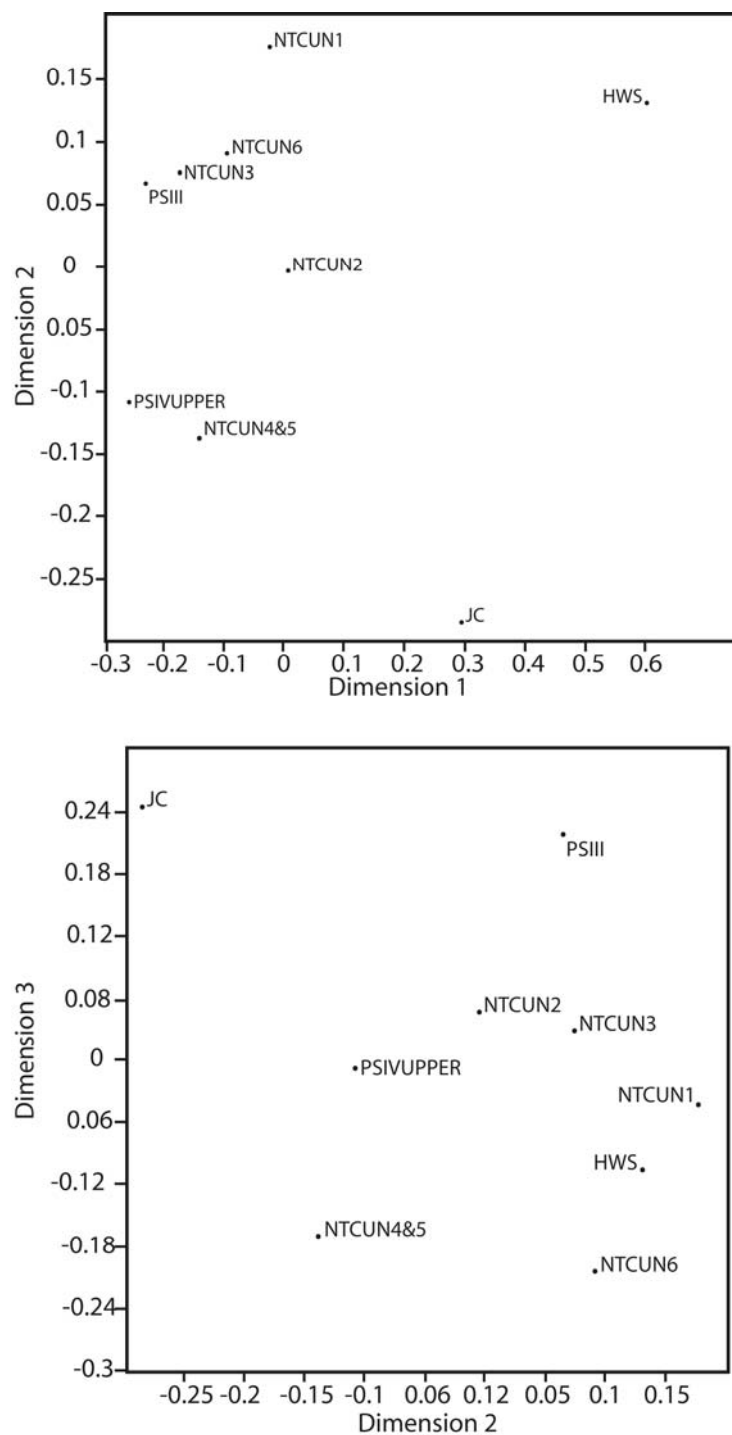 NTCUN1
0.15
HWS
0.1
NTCUN6
NTCUN3
0.05
PSIII
0
NTCUN2
0.05
-0.1
PSIVUPPER
NTCUN4&5
-0.15
-0.2
-0.25
JC
Dimension 2
-0.3 -0.2 -0.1 0 0.1 0.2 0.3 0.4 0.5 0.6
Dimension 1
JC
0.24
PSIII
0.18
0.12
0.08
NTCUN2
NTCUN3
0
PSIVUPPER
NTCUN1
0.06
HWS
-0.12
NTCUN4&5
-0.18
NTCUN6
-0.24
-0.3
Dimension 3
-0.25 -0.2 -0.15 -0.1 0.06 0.12 0.05 0.1 0.15
Dimension 2